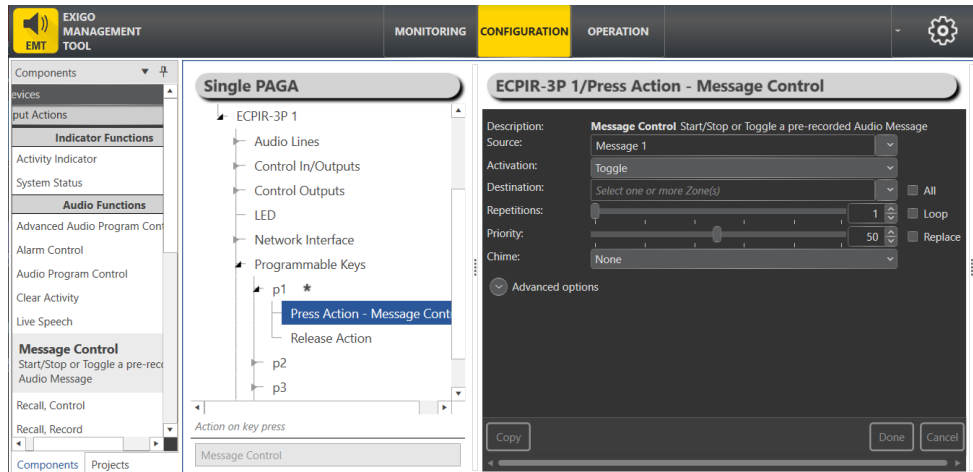 EXIGO
MANAGEMENT
TOOL
EMT
MONITORING
CONFIGURATION
OPERATION
Components
evices
put Actions
Indicator Functions
Activity Indicator
System Status
Audio Functions
Advanced Audio Program Cont
Alarm Control
Audio Program Control
Clear Activity
Live Speech
Message Control
Start/Stop or Toggle a pre-reco
Audio Message
Recall, Control
Recall, Record
Components Projects
Single PAGA
ECPIR-3P 1
Audio Lines
Control In/Outputs
Control Outputs
LED
Network Interface
Programmable Keys
p1 *
Press Action - Message Cont
Release Action
p2
p3
Action on key press
Message Control
ECPIR-3P 1/Press Action - Message Control
Description: Message Control Start/Stop or Toggle a pre-recorded Audio Message
Source: Message 1
Activation: Toggle
Destination: Select one or more Zone(s) All
Repetitions: 1 Loop
Priority: 50 Replace
Chime: None
Advanced options
Copy Done Cancel